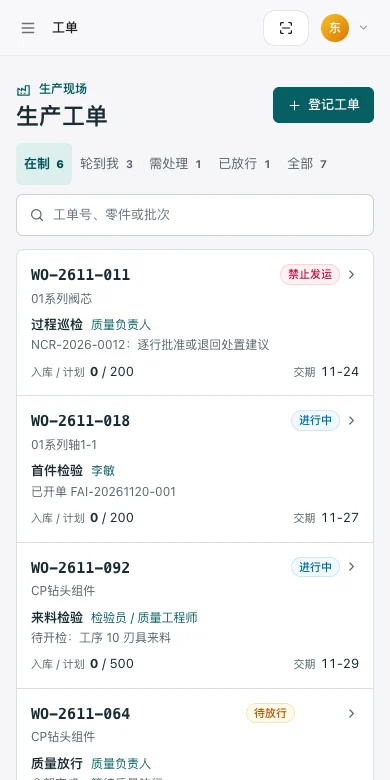 工单
东
生产现场
生产工单
登记工单
在制 6 轮到我 3 需处理 1 已放行 1 全部 7
工单号、零件或批次
WO-2611-011 禁止发运
01系列阀芯
过程巡检 质量负责人
NCR-2026-0012: 逐行批准或退回处置建议
入库 / 计划 0 / 200 交期 11-24
WO-2611-018 进行中
01系列轴1-1
首件检验 李敏
已开单 FAI-20261120-001
入库 / 计划 0 / 200 交期 11-27
WO-2611-092 进行中
CP钻头组件
来料检验 检验员 / 质量工程师
待开检: 工序 10 刃具来料
入库 / 计划 0 / 500 交期 11-29
WO-2611-064 待放行
CP钻头组件
质量放行 质量负责人